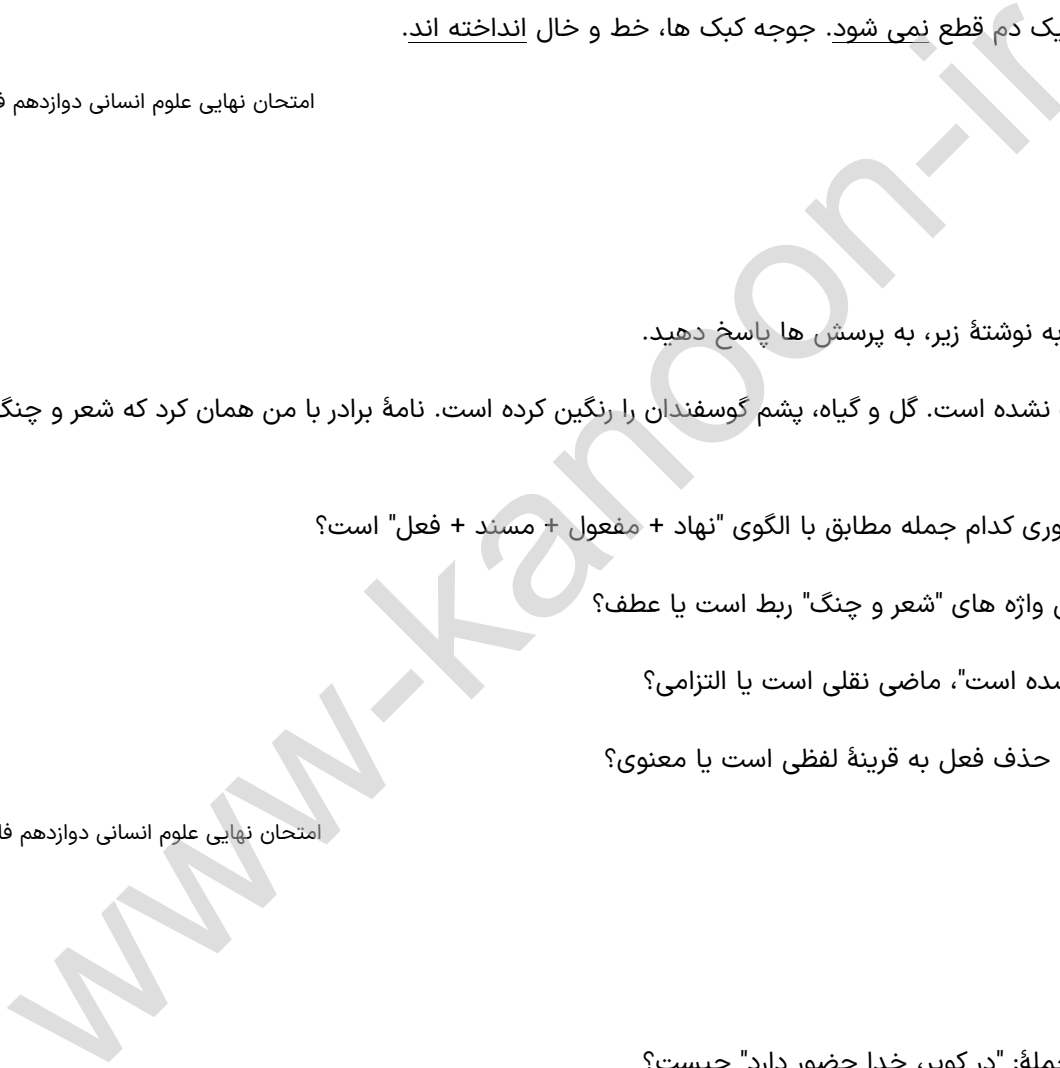 یک دم قطع نمی شود. جوجه کبک ها، خط و خال انداخته اند.
امتحان نهایی علوم انسانی دوازدهم
به نوشتهٔ زیر، به پرسش ها پاسخ دهید.
نشده است. گل و گیاه، پشم گوسفندان را رنگین کرده است. نامهٔ برادر با من همان کرد که شعر و چنگ
کدام جمله مطابق با الگوی "نهاد + مفعول + مسند + فعل" است؟
واژه های "شعر و چنگ" ربط است یا عطف؟
است"، ماضی نقلی است یا التزامی؟
حذف فعل به قرینهٔ لفظی است یا معنوی؟
امتحان نهایی علوم انسانی دوازدهم
"در کویر، خدا حضور دارد" چیست؟
www-kanoon-ir